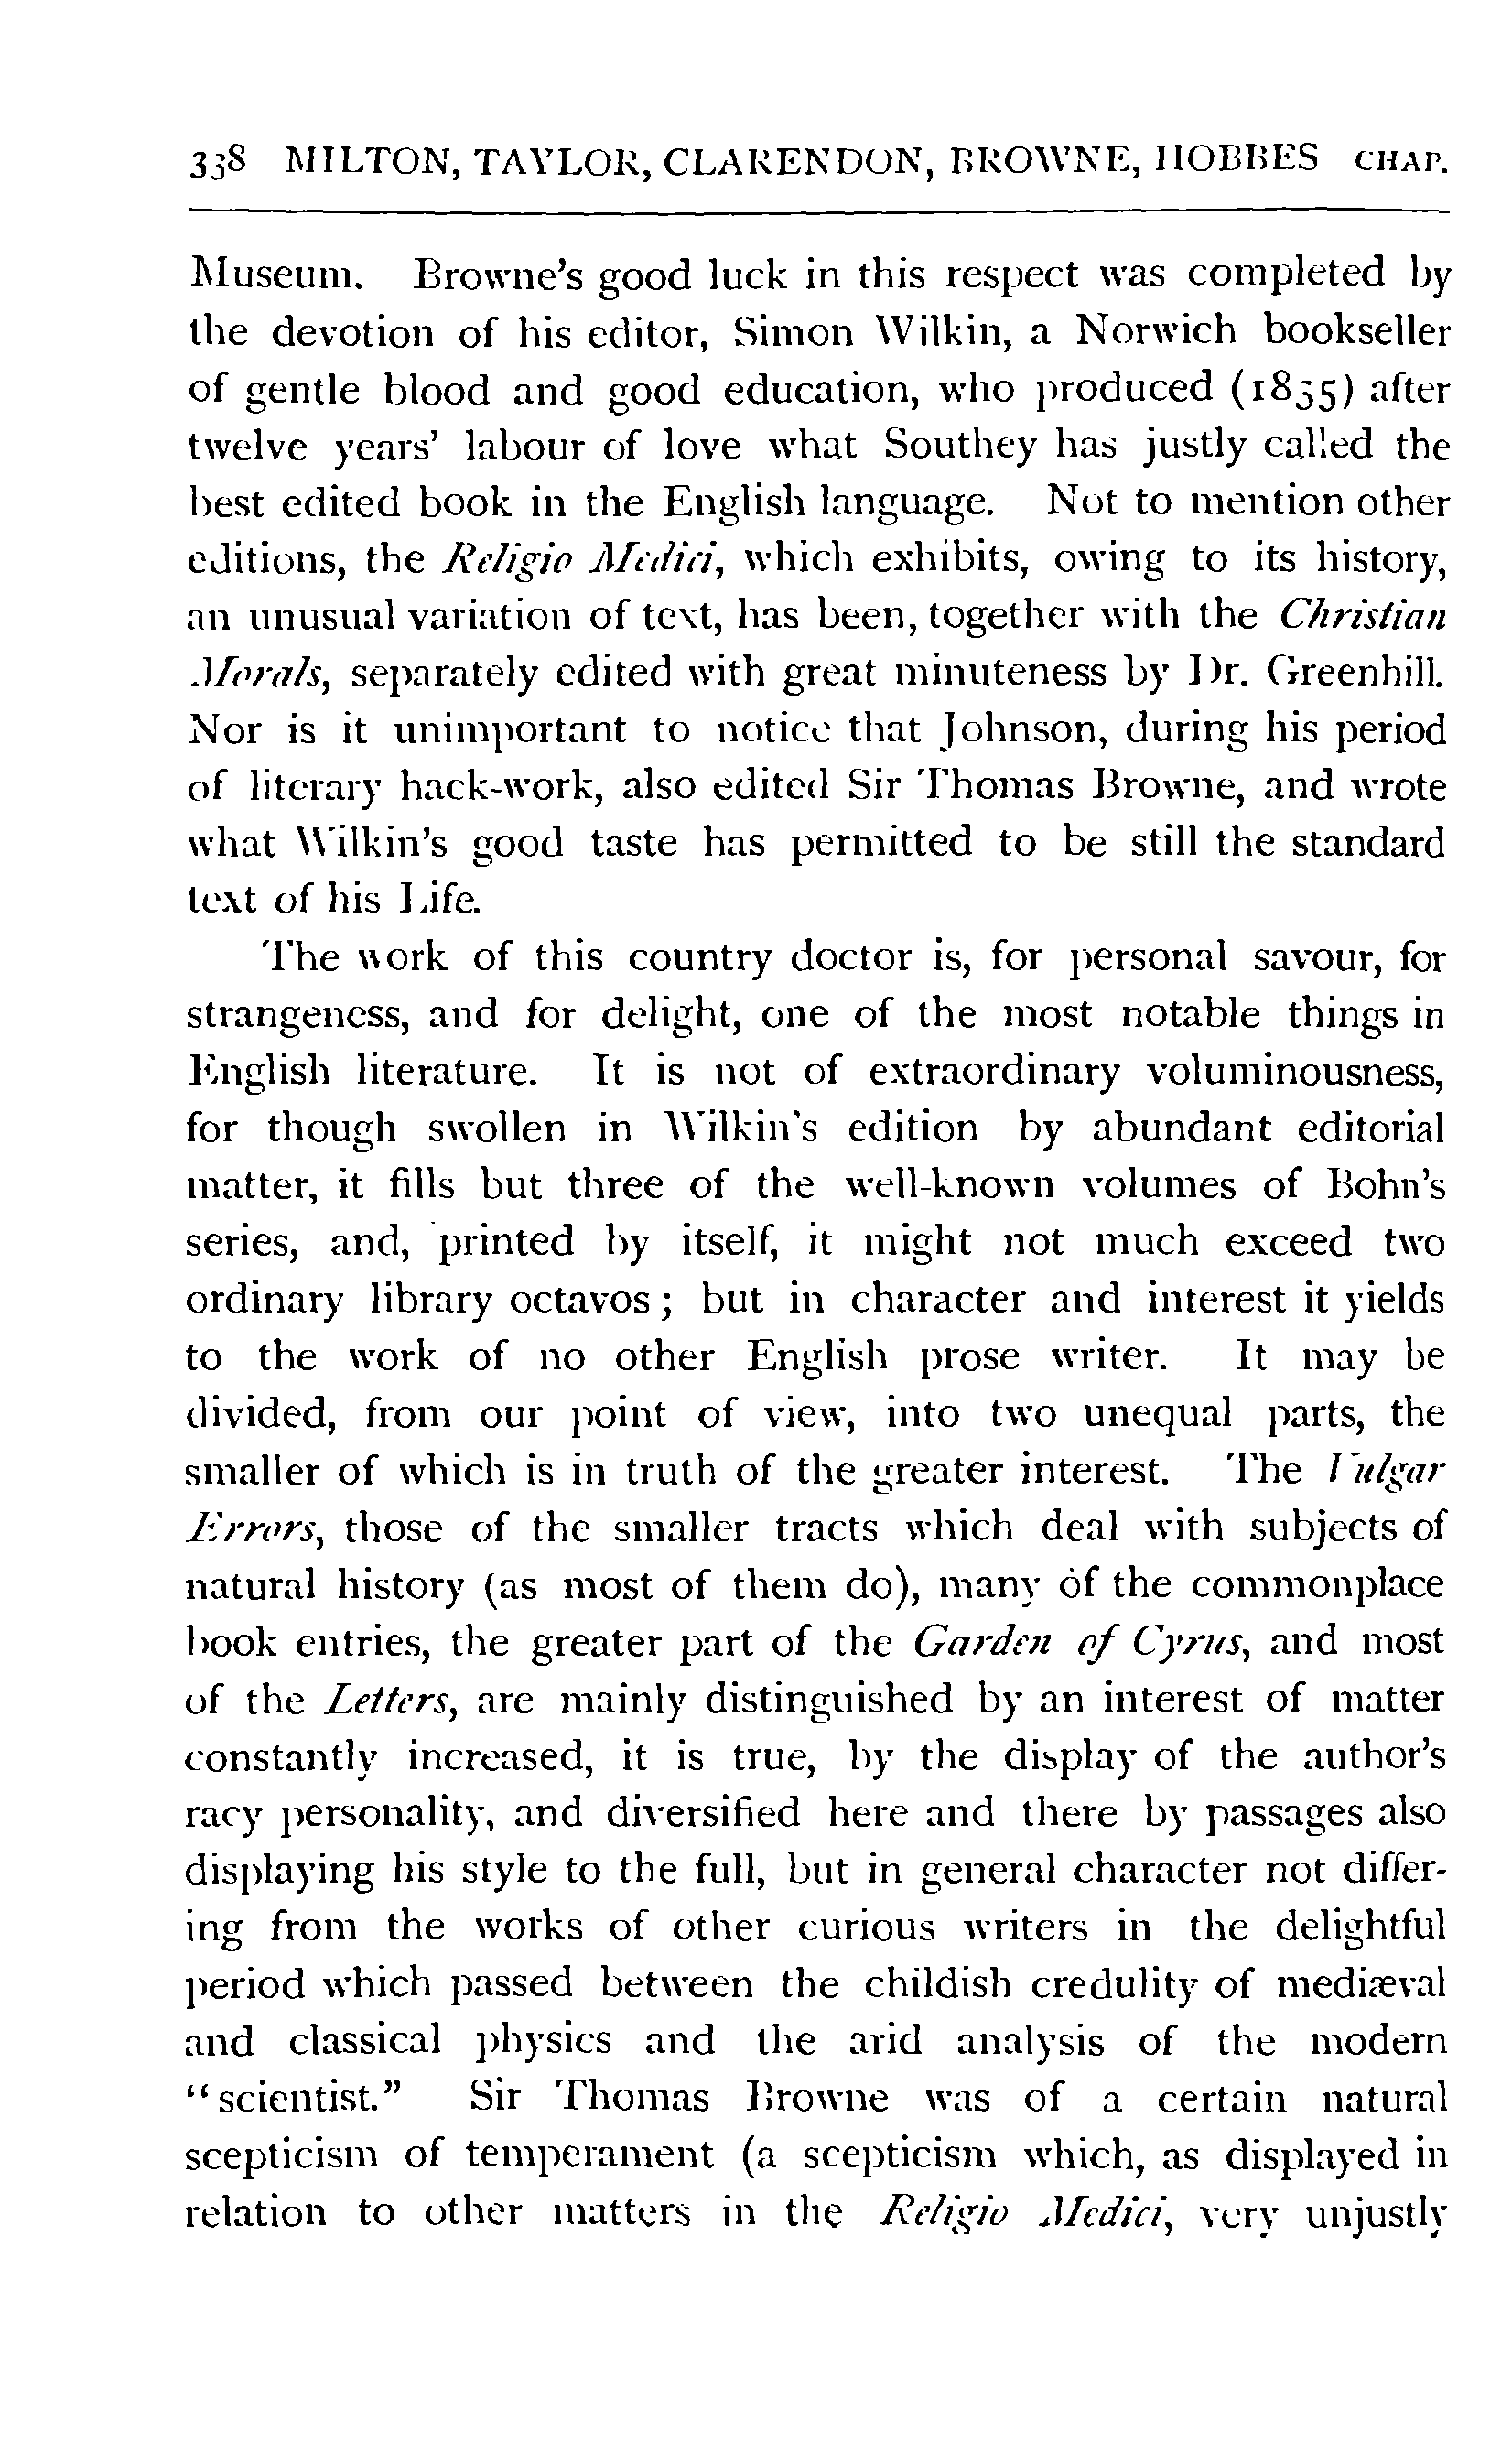 338 MILTON, TAYLOR, CLARENDON, BROWNE, HOBBES CHAP.
Museum. Browne's good luck in this respect was completed by
the devotion of his editor, Simon Wilkin, a Norwich bookseller
of gentle blood and good education, who produced (1835) after
twelve years' labour of love what Southey has justly called the
best edited book in the English language. Not to mention other
editions, the Religio Medici, which exhibits, owing to its history,
an unusual variation of text, has been, together with the Christian
Morals, separately edited with great minuteness by Dr. Greenhill.
Nor is it unimportant to notice that Johnson, during his period
of literary hack-work, also edited Sir Thomas Browne, and wrote
what Wilkin's good taste has permitted to be still the standard
text of his Life.
The work of this country doctor is, for personal savour, for
strangeness, and for delight, one of the most notable things in
English literature. It is not of extraordinary voluminousness,
for though swollen in Wilkin's edition by abundant editorial
matter, it fills but three of the well-known volumes of Bohn's
series, and, printed by itself, it might not much exceed two
ordinary library octavos; but in character and interest it yields
to the work of no other English prose writer. It may be
divided, from our point of view, into two unequal parts, the
smaller of which is in truth of the greater interest. The Vulgar
Errors, those of the smaller tracts which deal with subjects of
natural history (as most of them do), many of the commonplace
book entries, the greater part of the Garden of Cyrus, and most
of the Letters, are mainly distinguished by an interest of matter
constantly increased, it is true, by the display of the author's
racy personality, and diversified here and there by passages also
displaying his style to the full, but in general character not differ-
ing from the works of other curious writers in the delightful
period which passed between the childish credulity of mediæval
and classical physics and the arid analysis of the modern
"scientist." Sir Thomas Browne was of a certain natural
scepticism of temperament (a scepticism which, as displayed in
relation to other matters in the Religio Medici, very unjustly